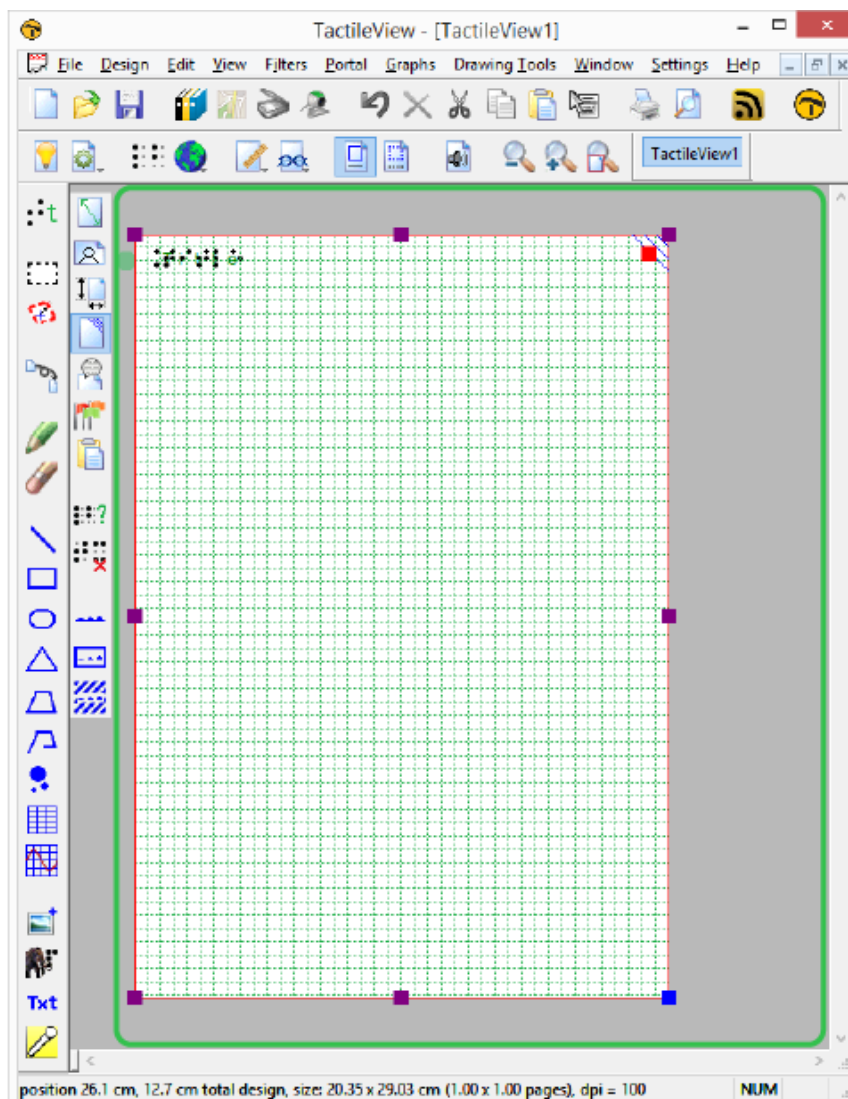 TactileView - [TactileView1]
File Design Edit View Filters Portal Graphs Drawing Tools Window Settings Help
TactileView1
t
Txt
position 26.1 cm, 12.7 cm total design, size: 20.35 x 29.03 cm (1.00 x 1.00 pages), dpi = 100 NUM